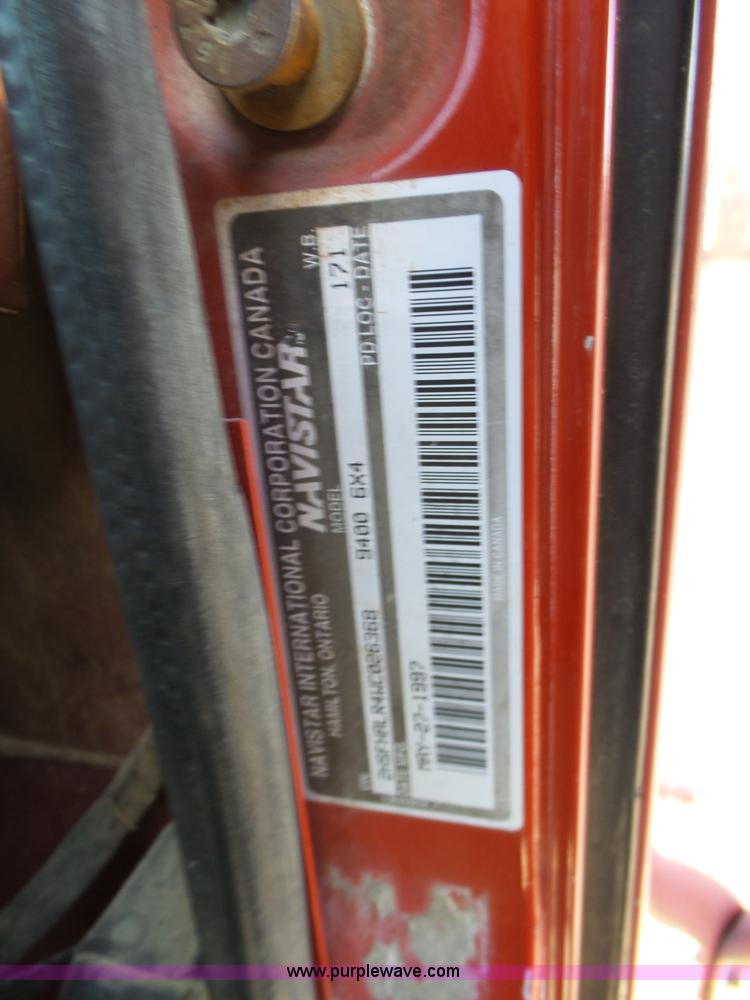 NAVISTAR INTERNATIONAL CORPORATION CANADA
HAMILTON, ONTARIO
NAVISTAR
MODEL W.B.
9400 6X4 171
PD LOC - DATE
MAY-27-1997
MADE IN CANADA
www.purplewave.com